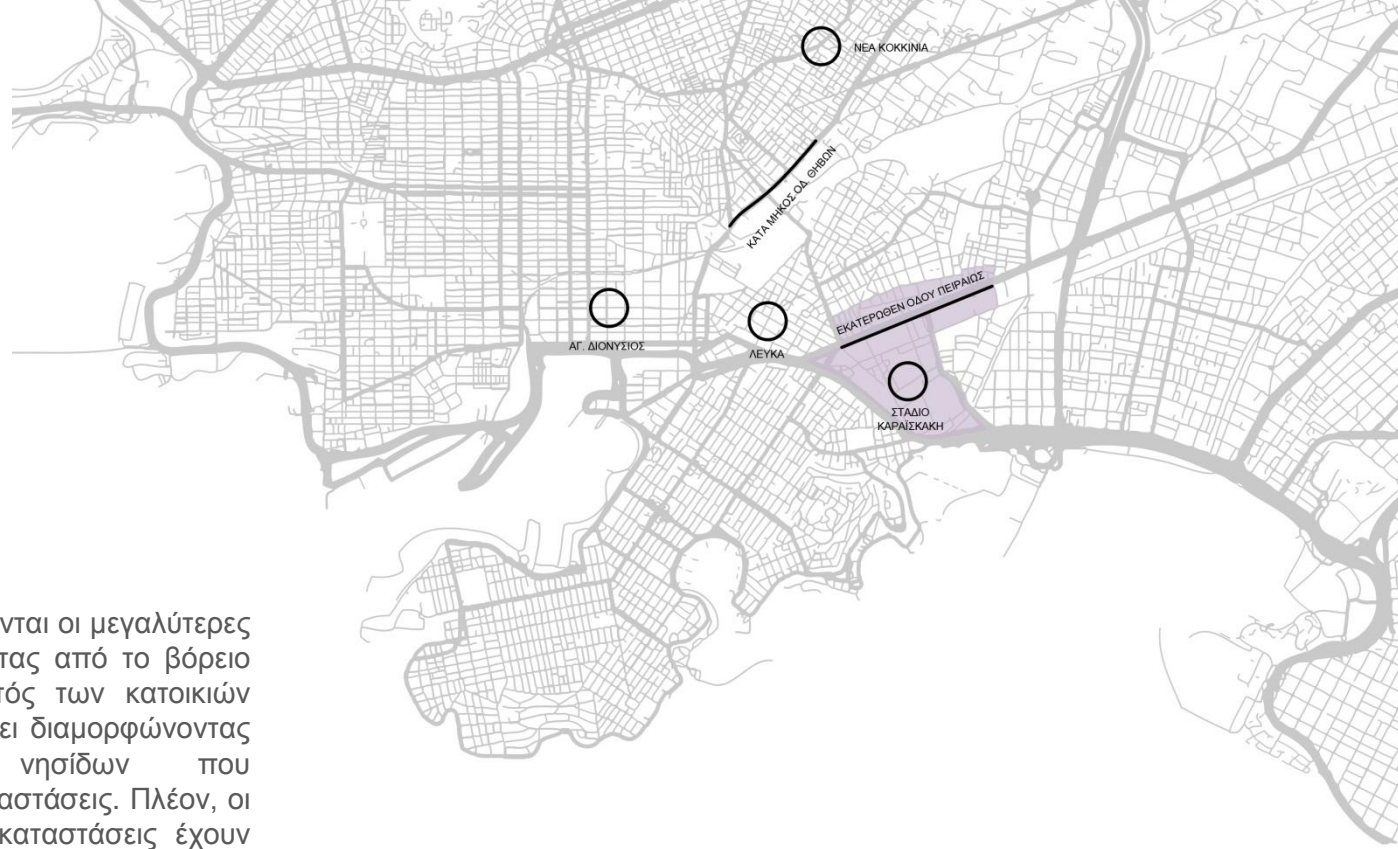 ΝΕΑ ΚΟΚΚΙΝΙΑ
ΚΑΤΑ ΜΗΚΟΣ ΟΔ. ΘΗΒΩΝ
ΕΚΑΤΕΡΩΘΕΝ ΟΔΟΥ ΠΕΙΡΑΙΩΣ
ΑΓ. ΔΙΟΝΥΣΙΟΣ
ΛΕΥΚΑ
ΣΤΑΔΙΟ
ΚΑΡΑΪΣΚΑΚΗ
νται οι μεγαλύτερες
τας από το βόρειο
τός των κατοικιών
ει διαμορφώνοντας
νησίδων που
αστάσεις. Πλέον, οι
καταστάσεις έχουν